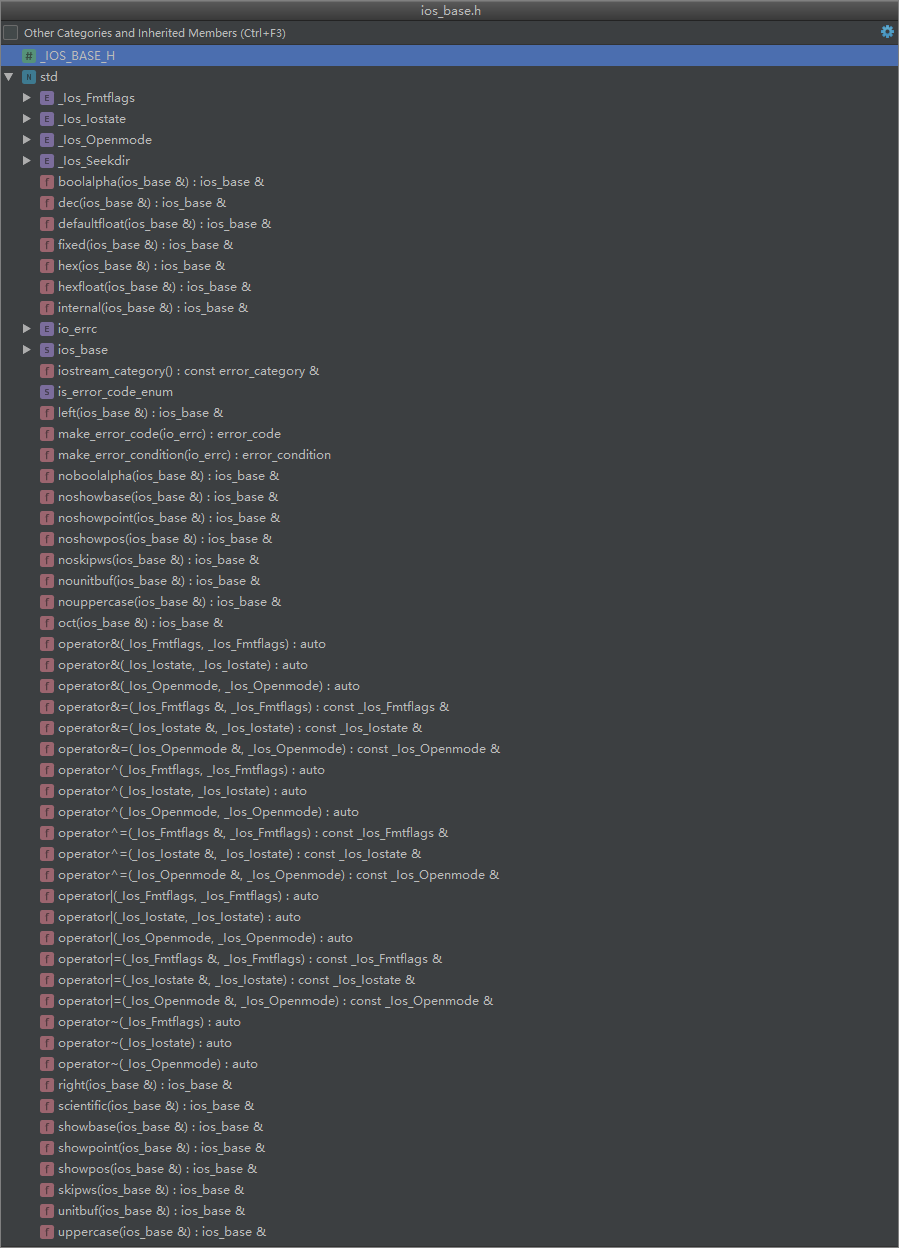 ios_base.h
Other Categories and Inherited Members (Ctrl+F3)
# _IOS_BASE_H
N std
E _Ios_Fmtflags
E _Ios_Iostate
E _Ios_Openmode
E _Ios_Seekdir
f boolalpha(ios_base &) : ios_base &
f dec(ios_base &) : ios_base &
f defaultfloat(ios_base &) : ios_base &
f fixed(ios_base &) : ios_base &
f hex(ios_base &) : ios_base &
f hexfloat(ios_base &) : ios_base &
f internal(ios_base &) : ios_base &
E io_errc
S ios_base
f iostream_category() : const error_category &
S is_error_code_enum
f left(ios_base &) : ios_base &
f make_error_code(io_errc) : error_code
f make_error_condition(io_errc) : error_condition
f noboolalpha(ios_base &) : ios_base &
f noshowbase(ios_base &) : ios_base &
f noshowpoint(ios_base &) : ios_base &
f noshowpos(ios_base &) : ios_base &
f noskipws(ios_base &) : ios_base &
f nounitbuf(ios_base &) : ios_base &
f nouppercase(ios_base &) : ios_base &
f oct(ios_base &) : ios_base &
f operator&(_Ios_Fmtflags, _Ios_Fmtflags) : auto
f operator&(_Ios_Iostate, _Ios_Iostate) : auto
f operator&(_Ios_Openmode, _Ios_Openmode) : auto
f operator&=(_Ios_Fmtflags &, _Ios_Fmtflags) : const _Ios_Fmtflags &
f operator&=(_Ios_Iostate &, _Ios_Iostate) : const _Ios_Iostate &
f operator&=(_Ios_Openmode &, _Ios_Openmode) : const _Ios_Openmode &
f operator^(_Ios_Fmtflags, _Ios_Fmtflags) : auto
f operator^(_Ios_Iostate, _Ios_Iostate) : auto
f operator^(_Ios_Openmode, _Ios_Openmode) : auto
f operator^=(_Ios_Fmtflags &, _Ios_Fmtflags) : const _Ios_Fmtflags &
f operator^=(_Ios_Iostate &, _Ios_Iostate) : const _Ios_Iostate &
f operator^=(_Ios_Openmode &, _Ios_Openmode) : const _Ios_Openmode &
f operator|(_Ios_Fmtflags, _Ios_Fmtflags) : auto
f operator|(_Ios_Iostate, _Ios_Iostate) : auto
f operator|(_Ios_Openmode, _Ios_Openmode) : auto
f operator|=(_Ios_Fmtflags &, _Ios_Fmtflags) : const _Ios_Fmtflags &
f operator|=(_Ios_Iostate &, _Ios_Iostate) : const _Ios_Iostate &
f operator|=(_Ios_Openmode &, _Ios_Openmode) : const _Ios_Openmode &
f operator~(_Ios_Fmtflags) : auto
f operator~(_Ios_Iostate) : auto
f operator~(_Ios_Openmode) : auto
f right(ios_base &) : ios_base &
f scientific(ios_base &) : ios_base &
f showbase(ios_base &) : ios_base &
f showpoint(ios_base &) : ios_base &
f showpos(ios_base &) : ios_base &
f skipws(ios_base &) : ios_base &
f unitbuf(ios_base &) : ios_base &
f uppercase(ios_base &) : ios_base &